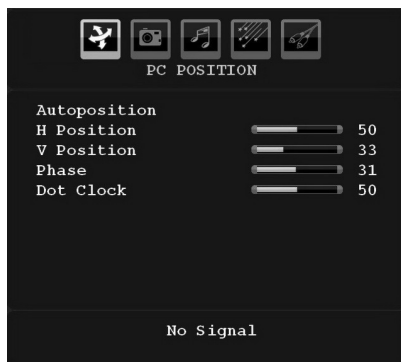 PC POSITION
Autoposition
H Position 50
V Position 33
Phase 31
Dot Clock 50
No Signal